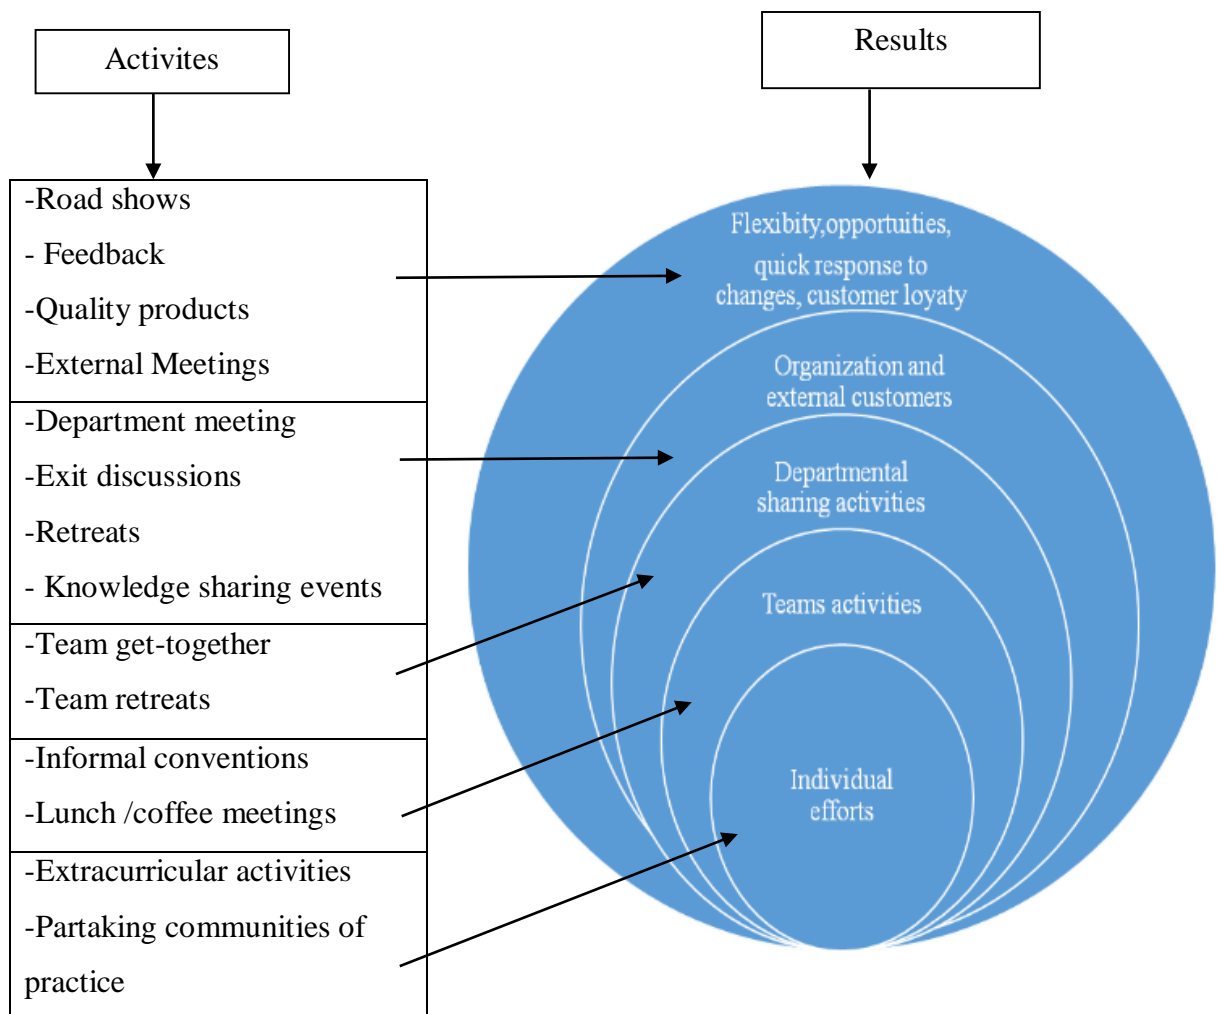 Activites
Results
-Road shows
- Feedback
-Quality products
-External Meetings
-Department meeting
-Exit discussions
-Retreats
- Knowledge sharing events
-Team get-together
-Team retreats
-Informal conventions
-Lunch /coffee meetings
-Extracurricular activities
-Partaking communities of
practice
Flexibity,opportuities,
quick response to
changes, customer loyaty
Organization and
external customers
Departmental
sharing activities
Teams activities
Individual
efforts